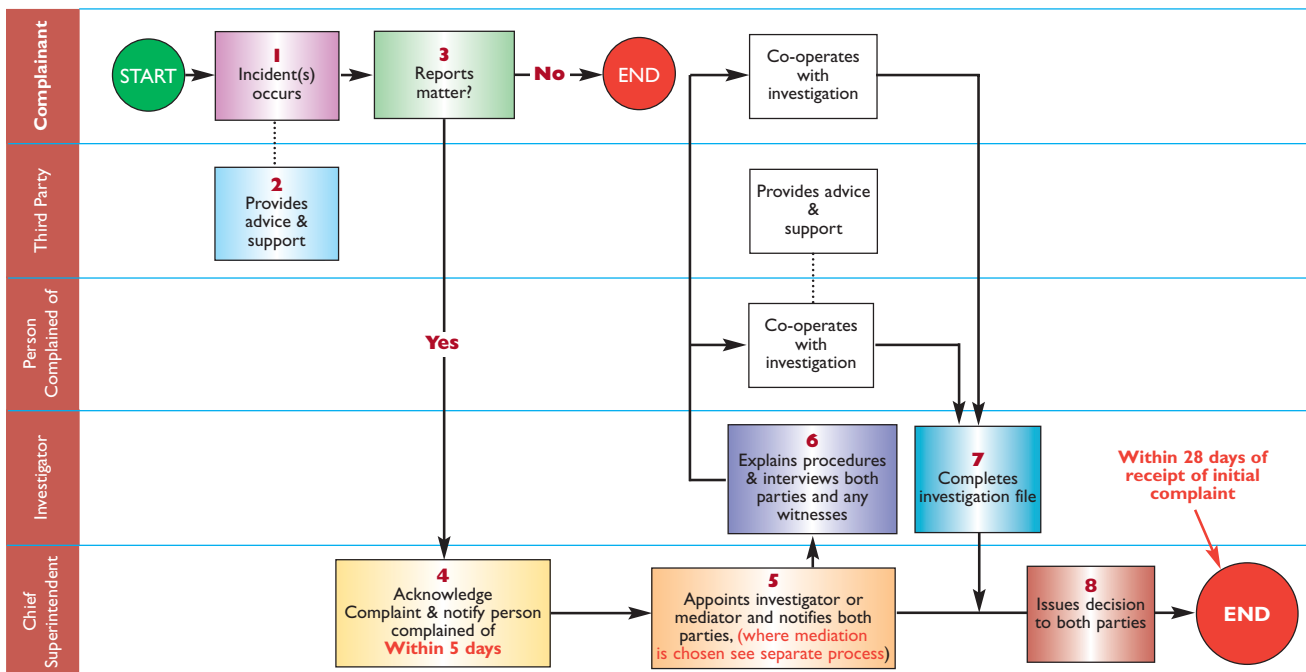 Complainant
START
1
Incident(s)
occurs
3
Reports
matter?
No
END
Co-operates
with
investigation
Third Party
2
Provides
advice &
support
Provides advice
&
support
Person
Complained of
Yes
Co-operates
with
investigation
Investigator
6
Explains procedures
& interviews both
parties and any
witnesses
7
Completes
investigation file
Within 28 days of
receipt of initial
complaint
Chief
Superintendent
4
Acknowledge
Complaint & notify person
complained of
Within 5 days
5
Appoints investigator or
mediator and notifies both
parties, (where mediation
is chosen see separate process)
8
Issues decision
to both parties
END